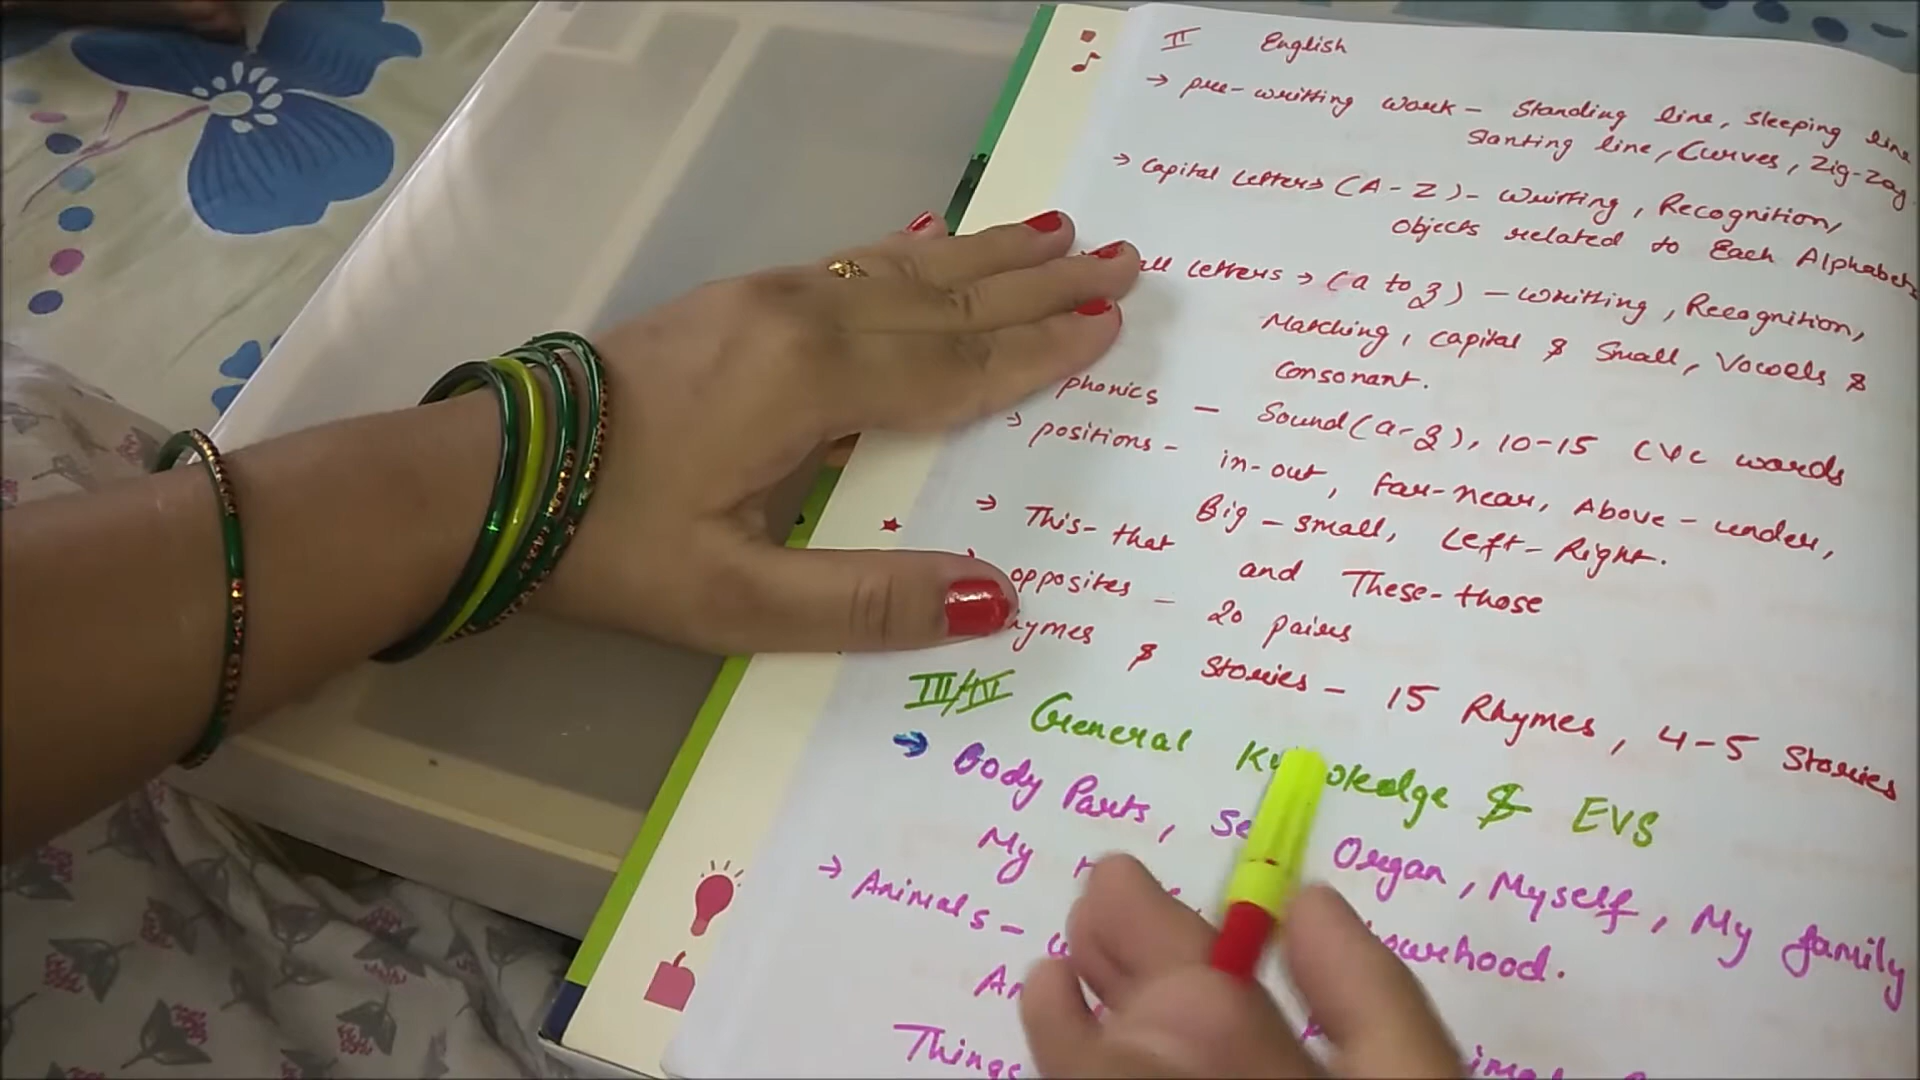 II English
→ pre-writting work - Standing line, Sleeping line
Slanting line, Curves, Zig-Zag.
→ Capital Letters (A-Z) - Writting, Recognition,
Objects related to Each Alphabets
Letters → (a to z) - Writting, Recognition,
Matching, Capital & Small, Vowels &
Consonant.
phonics - Sound (a-z), 10-15 CVC words
→ positions - in-out, far-near, Above-under,
Big-small, Left-Right.
→ This-that and These-those
opposites - 20 pairs
& Stories - 15 Rhymes, 4-5 Stories
III/IV General & EVS
→ Body Parts, Organ, Myself, My family
My
→ Animals -
Things